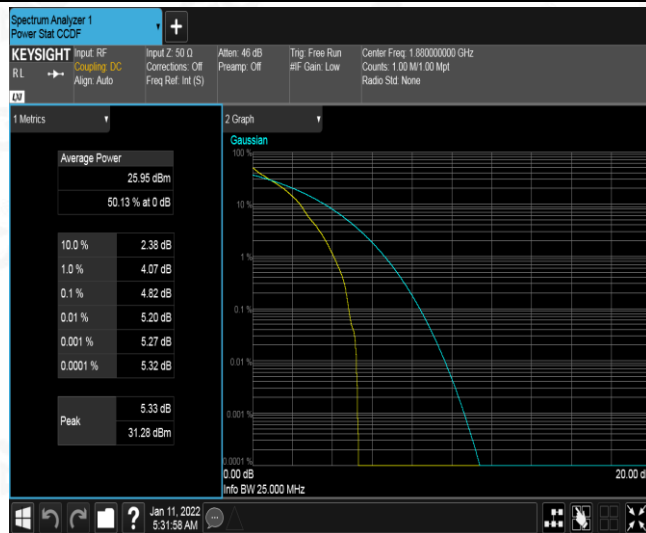 Spectrum Analyzer 1
Power Stat CCDF
+
KEYSIGHT
RL
LXI
Input: RF
Coupling: DC
Align: Auto
Input Z: 50 Ω
Corrections: Off
Freq Ref: Int (S)
Atten: 46 dB
Preamp: Off
Trig: Free Run
#IF Gain: Low
Center Freq: 1.880000000 GHz
Counts: 1.00 M/1.00 Mpt
Radio Std: None
1 Metrics
Average Power
25.95 dBm
50.13 % at 0 dB
10.0 % 2.38 dB
1.0 % 4.07 dB
0.1 % 4.82 dB
0.01 % 5.20 dB
0.001 % 5.27 dB
0.0001 % 5.32 dB
Peak
5.33 dB
31.28 dBm
2 Graph
Gaussian
100 %
10 %
1 %
0.1 %
0.01 %
0.001 %
0.0001 %
0.00 dB
20.00 d
Info BW 25.000 MHz
?
Jan 11, 2022
5:31:58 AM